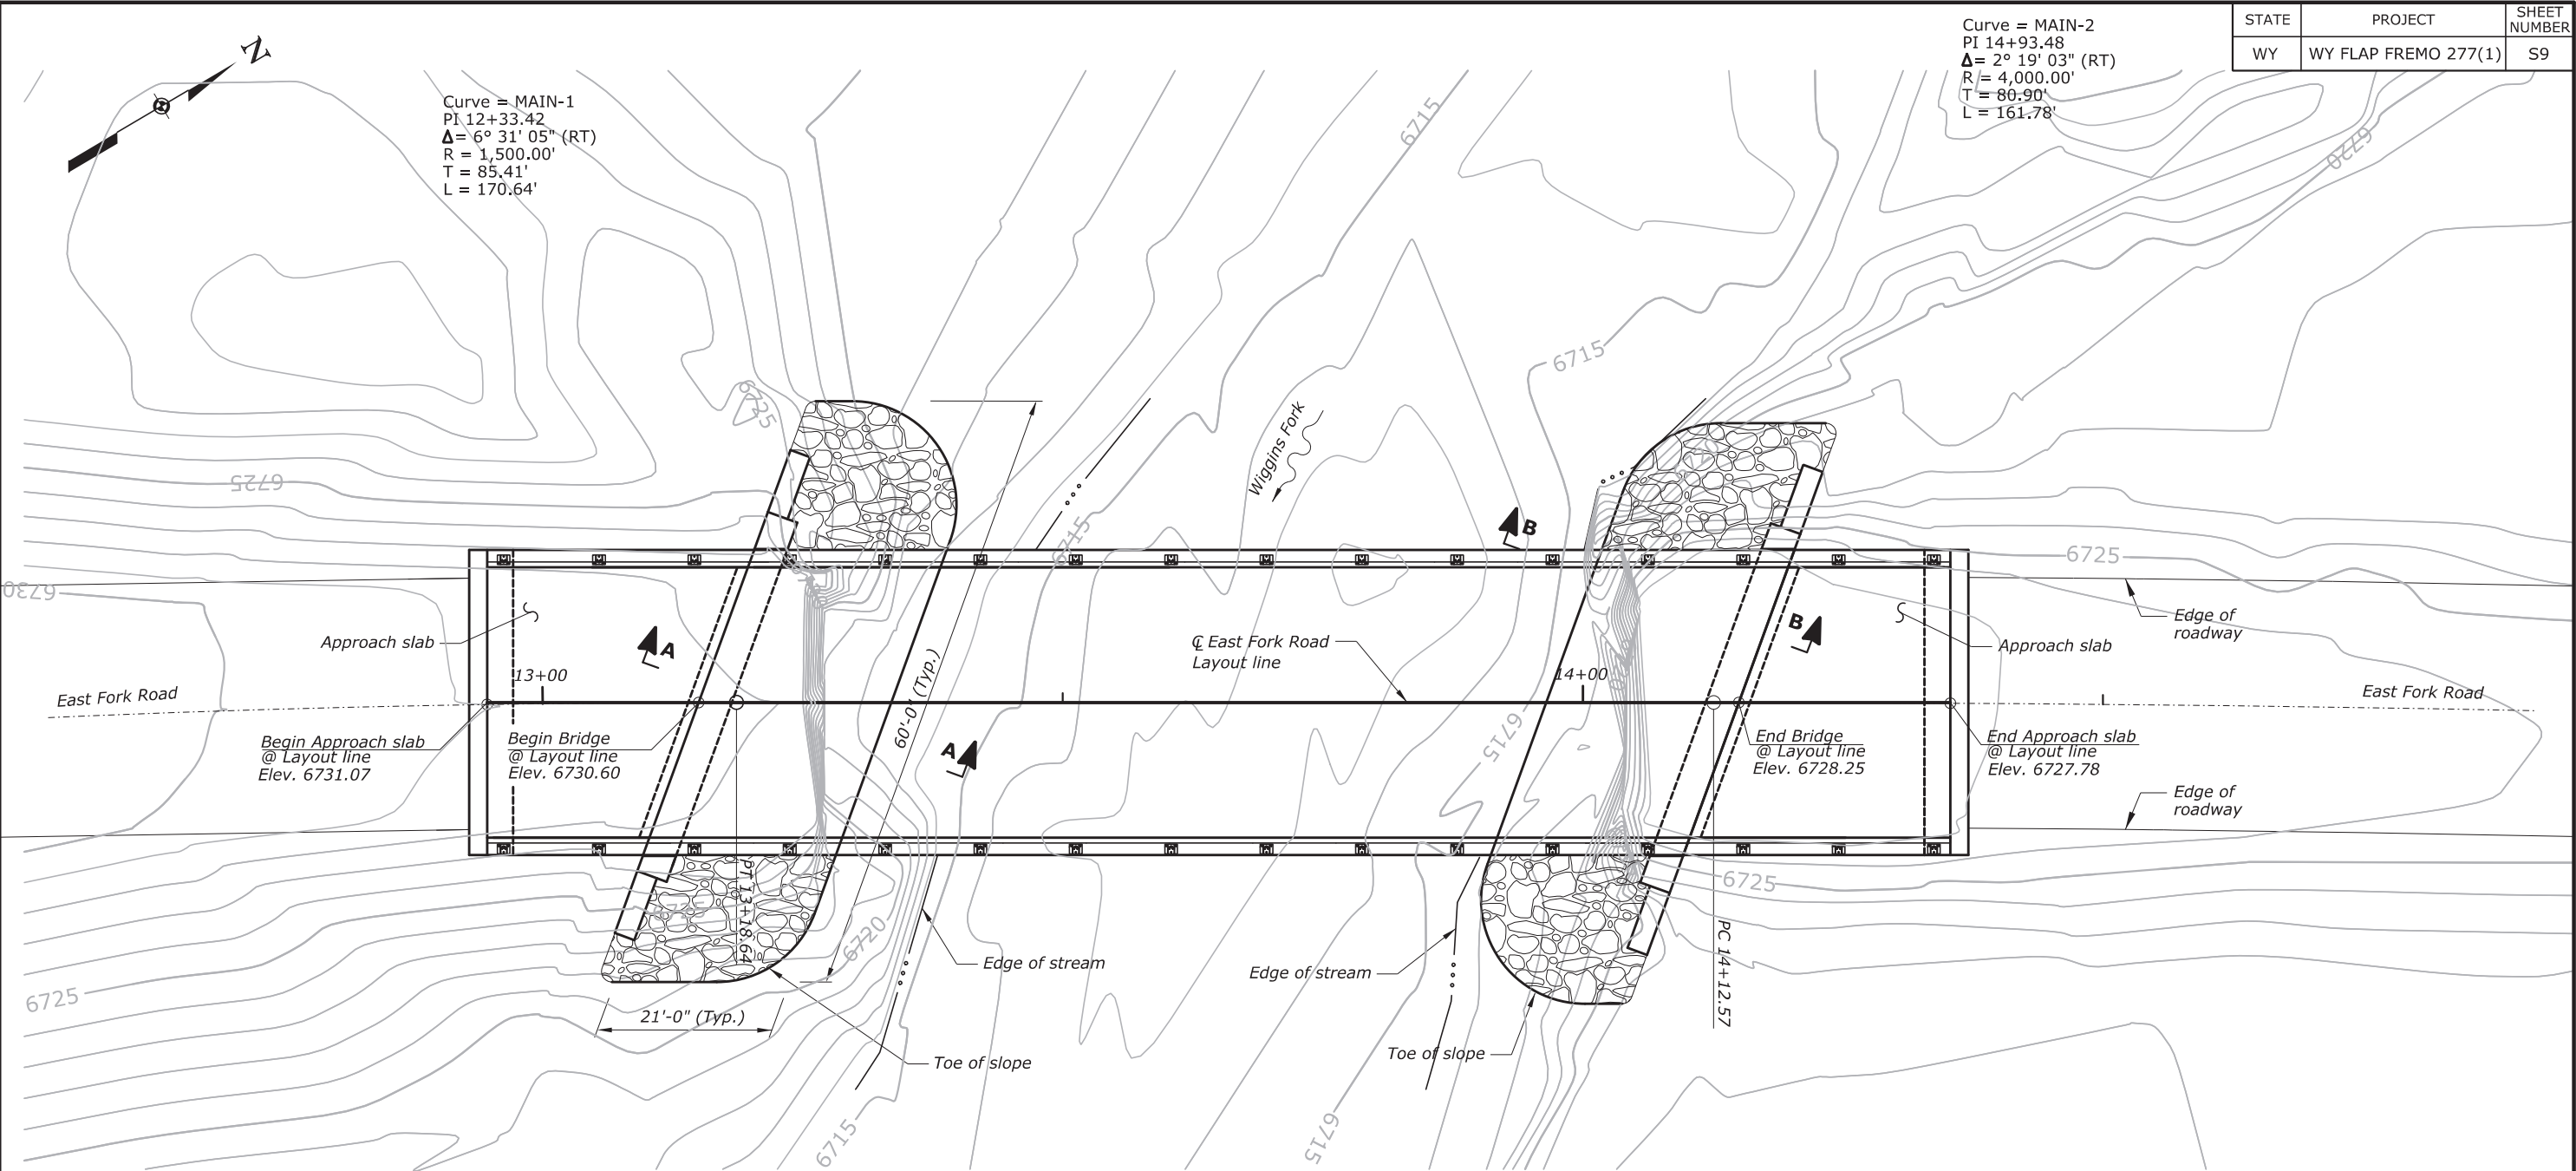 STATE
PROJECT
SHEET
NUMBER
WY
WY FLAP FREMO 277(1)
S9
N
Curve = MAIN-1
PI 12+33.42
Δ= 6° 31' 05" (RT)
R = 1,500.00'
T = 85.41'
L = 170.64'
Curve = MAIN-2
PI 14+93.48
Δ= 2° 19' 03" (RT)
R = 4,000.00'
T = 80.90'
L = 161.78'
6715
6720
6715
6725
Wiggins Fork
6720
6725
6715
B
6725
6730
Approach slab
A
13+00
60'-0" (Typ.)
℄ East Fork Road
Layout line
14+00
B
Edge of
roadway
Approach slab
East Fork Road
East Fork Road
Begin Approach slab
@ Layout line
Elev. 6731.07
Begin Bridge
@ Layout line
Elev. 6730.60
A
6715
End Bridge
@ Layout line
Elev. 6728.25
End Approach slab
@ Layout line
Elev. 6727.78
Edge of
roadway
PT 13+18.64
6725
6725
6720
PC 14+12.57
Edge of stream
Edge of stream
6725
21'-0" (Typ.)
Toe of slope
Toe of slope
6715
6715